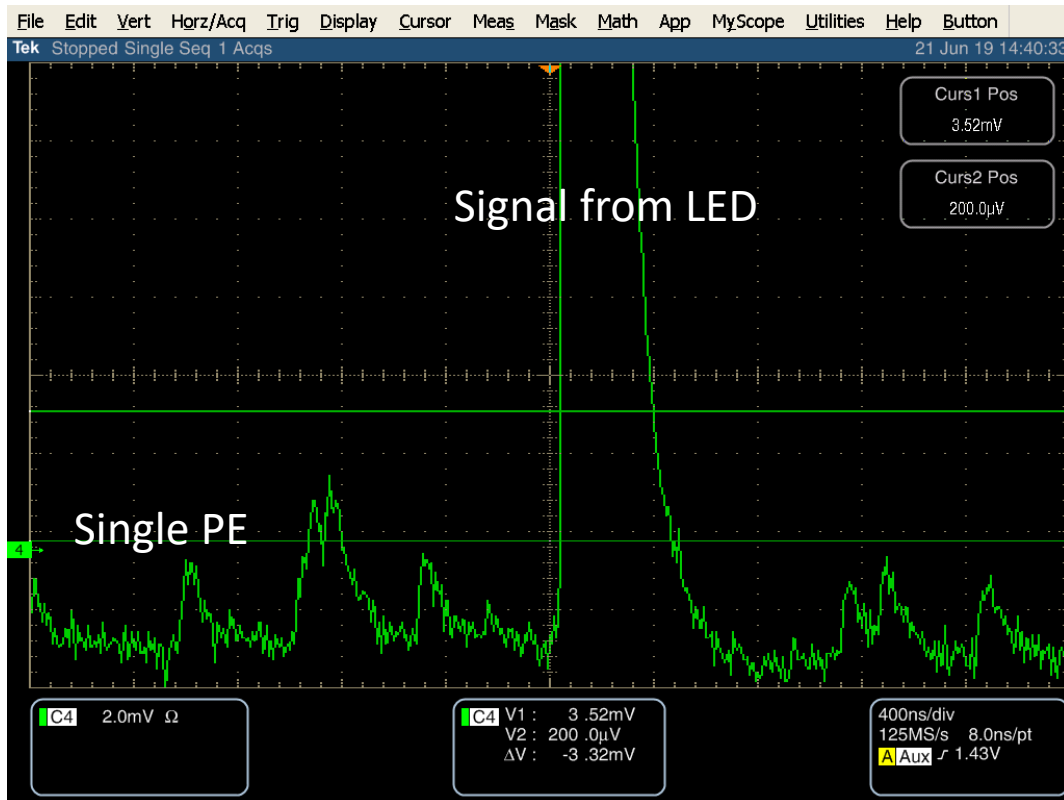 File Edit Vert Horz/Acq Trig Display Cursor Meas Mask Math App MyScope Utilities Help Button
Tek Stopped Single Seq 1 Acqs 21 Jun 19 14:40:33
Curs1 Pos
3.52mV
Curs2 Pos
200.0µV
Signal from LED
Single PE
4
C4 2.0mV Ω
C4 V1 : 3 .52mV
V2 : 200 .0µV
ΔV : -3 .32mV
400ns/div
125MS/s 8.0ns/pt
A Aux ∫ 1.43V